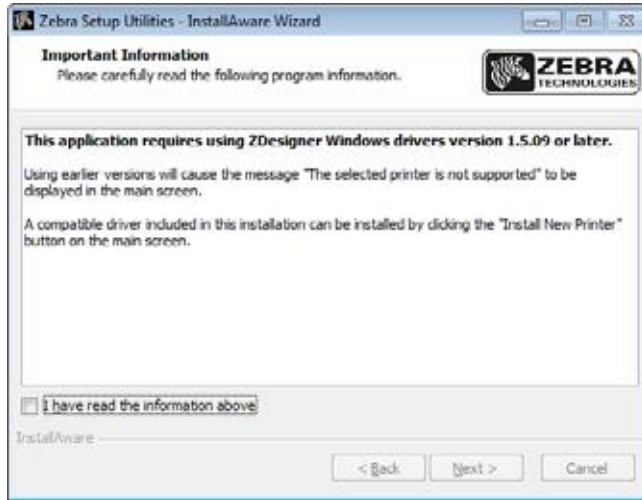 Zebra Setup Utilities - InstallAware Wizard
Important Information
Please carefully read the following program information.
ZEBRA
TECHNOLOGIES
This application requires using ZDesigner Windows drivers version 1.5.09 or later.
Using earlier versions will cause the message "The selected printer is not supported" to be
displayed in the main screen.
A compatible driver included in this installation can be installed by clicking the "Install New Printer"
button on the main screen.
I have read the information above
InstallAware
< Back
Next >
Cancel